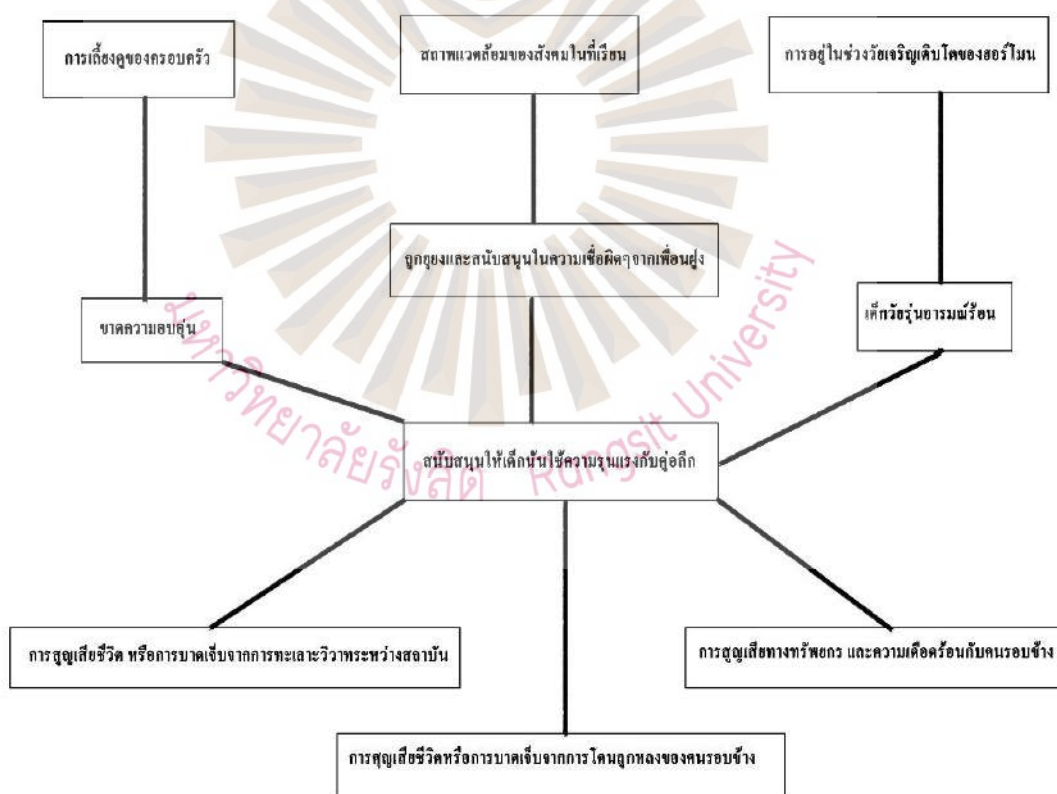 การเลี้ยงดูของครอบครัว
สภาพแวดล้อมของสังคมในที่เรียน
การอยู่ในช่วงวัยเจริญเติบโตของฮอร์โมน
ถูกยุยงและสนับสนุนในความเชื่อผิดๆจากเพื่อนฝูง
ขาดความอบอุ่น
เด็กวัยรุ่นอารมณ์ร้อน
สนับสนุนให้เด็กนั้นใช้ความรุนแรงกับคู่อลิก
มหาวิทยาลัยรังสิต Rangsit University
การสูญเสียชีวิต หรือการบาดเจ็บจากการทะเลาะวิวาทระหว่างสถาบัน
การสูญเสียทางทรัพยกร และความเดือดร้อนกับคนรอบข้าง
การสุญเสียชีวิตหรือการบาดเจ็บจากการโดนลูกหลงของคนรอบข้าง